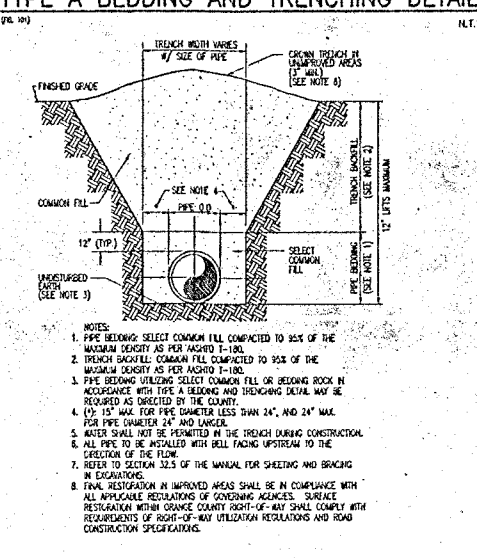 TYPE A BEDDING AND TRENCHING DETAIL
(FIG. 101)
N.T.
TRENCH WIDTH VARIES
W/ SIZE OF PIPE
CROWN TRENCH IN
UNIMPROVED AREAS
(3" MIN.)
(SEE NOTE 8)
FINISHED GRADE
TRENCH BACKFILL
(SEE NOTE 2)
12" LIFTS MAXIMUM
COMMON FILL
SEE NOTE 4
PIPE O.D.
12" (TYP.)
SELECT
COMMON
FILL
PIPE BEDDING
(SEE NOTE 1)
UNDISTURBED
EARTH
(SEE NOTE 3)
NOTES:
1. PIPE BEDDING: SELECT COMMON FILL COMPACTED TO 95% OF THE
MAXIMUM DENSITY AS PER AASHTO T-180.
2. TRENCH BACKFILL: COMMON FILL COMPACTED TO 95% OF THE
MAXIMUM DENSITY AS PER AASHTO T-180.
3. PIPE BEDDING UTILIZING SELECT COMMON FILL OR BEDDING ROCK IN
ACCORDANCE WITH TYPE A BEDDING AND TRENCHING DETAIL MAY BE
REQUIRED AS DIRECTED BY THE COUNTY.
4. (*): 15" MAX. FOR PIPE DIAMETER LESS THAN 24", AND 24" MAX.
FOR PIPE DIAMETER 24" AND LARGER.
5. WATER SHALL NOT BE PERMITTED IN THE TRENCH DURING CONSTRUCTION.
6. ALL PIPE TO BE INSTALLED WITH BELL FACING UPSTREAM TO THE
DIRECTION OF THE FLOW.
7. REFER TO SECTION 32.5 OF THE MANUAL FOR SHEETING AND BRACING
IN EXCAVATIONS.
8. FINAL RESTORATION IN IMPROVED AREAS SHALL BE IN COMPLIANCE WITH
ALL APPLICABLE REGULATIONS OF GOVERNING AGENCIES. SURFACE
RESTORATION WITHIN ORANGE COUNTY RIGHT-OF-WAY SHALL COMPLY WITH
REQUIREMENTS OF RIGHT-OF-WAY UTILIZATION REGULATIONS AND ROAD
CONSTRUCTION SPECIFICATIONS.